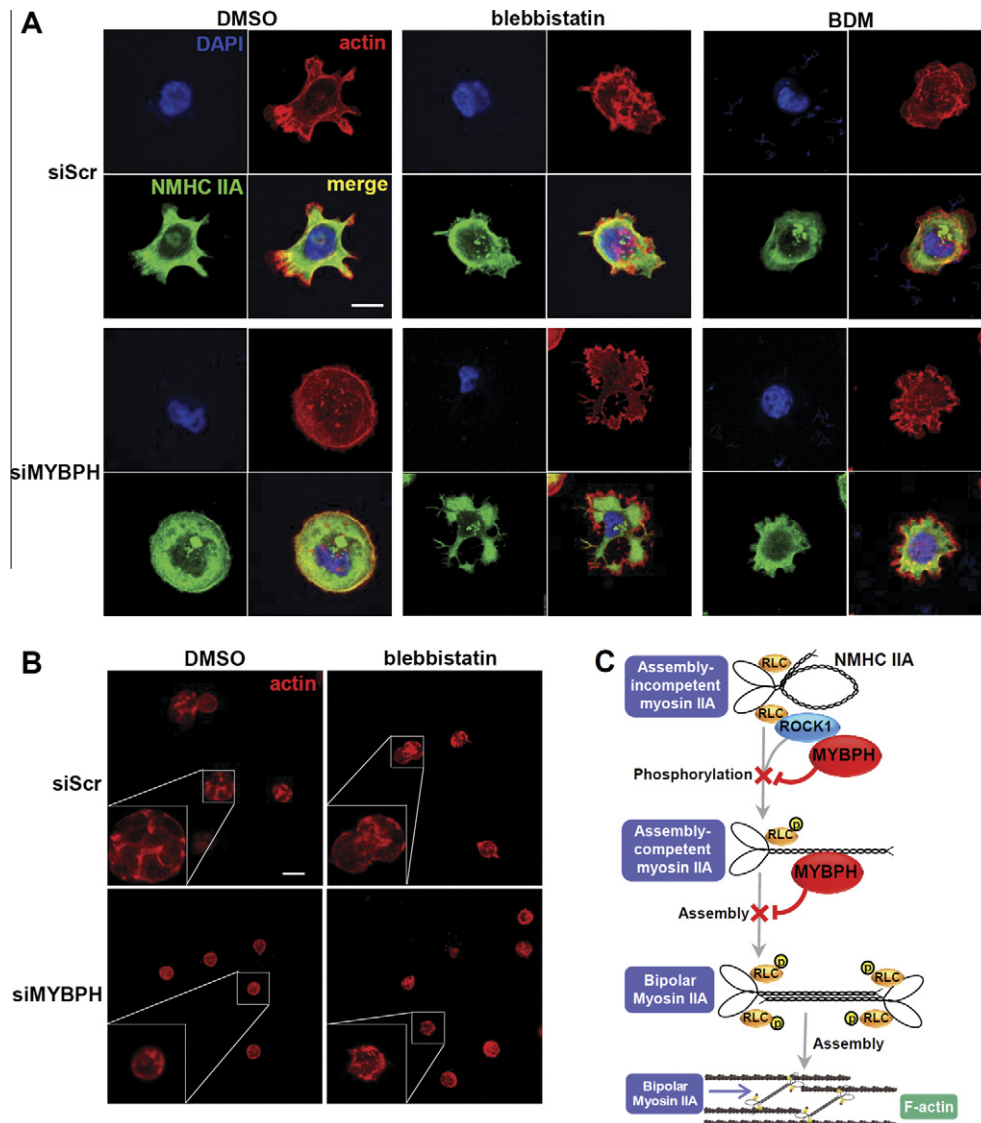 A
DMSO
blebbistatin
BDM
DAPI
actin
siScr
NMHC IIA
merge
siMYBPH
B
DMSO
blebbistatin
actin
siScr
siMYBPH
C
Assembly-
incompetent
myosin IIA
RLC
NMHC IIA
RLC
ROCK1
MYBPH
Phosphorylation
Assembly-
competent
myosin IIA
RLC
p
MYBPH
Assembly
Bipolar
Myosin IIA
RLC
p
p
RLC
RLC
p
p
RLC
Assembly
Bipolar
Myosin IIA
F-actin